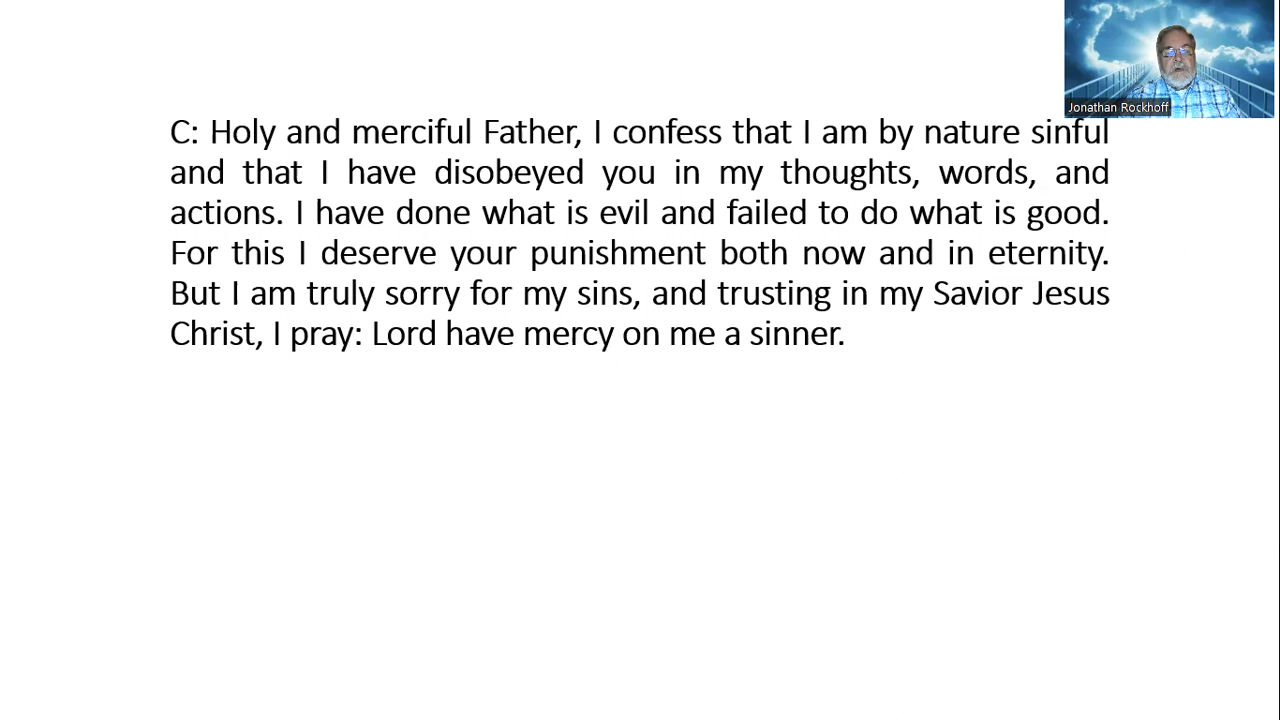 Jonathan Rockhoff
C: Holy and merciful Father, I confess that I am by nature sinful
and that I have disobeyed you in my thoughts, words, and
actions. I have done what is evil and failed to do what is good.
For this I deserve your punishment both now and in eternity.
But I am truly sorry for my sins, and trusting in my Savior Jesus
Christ, I pray: Lord have mercy on me a sinner.